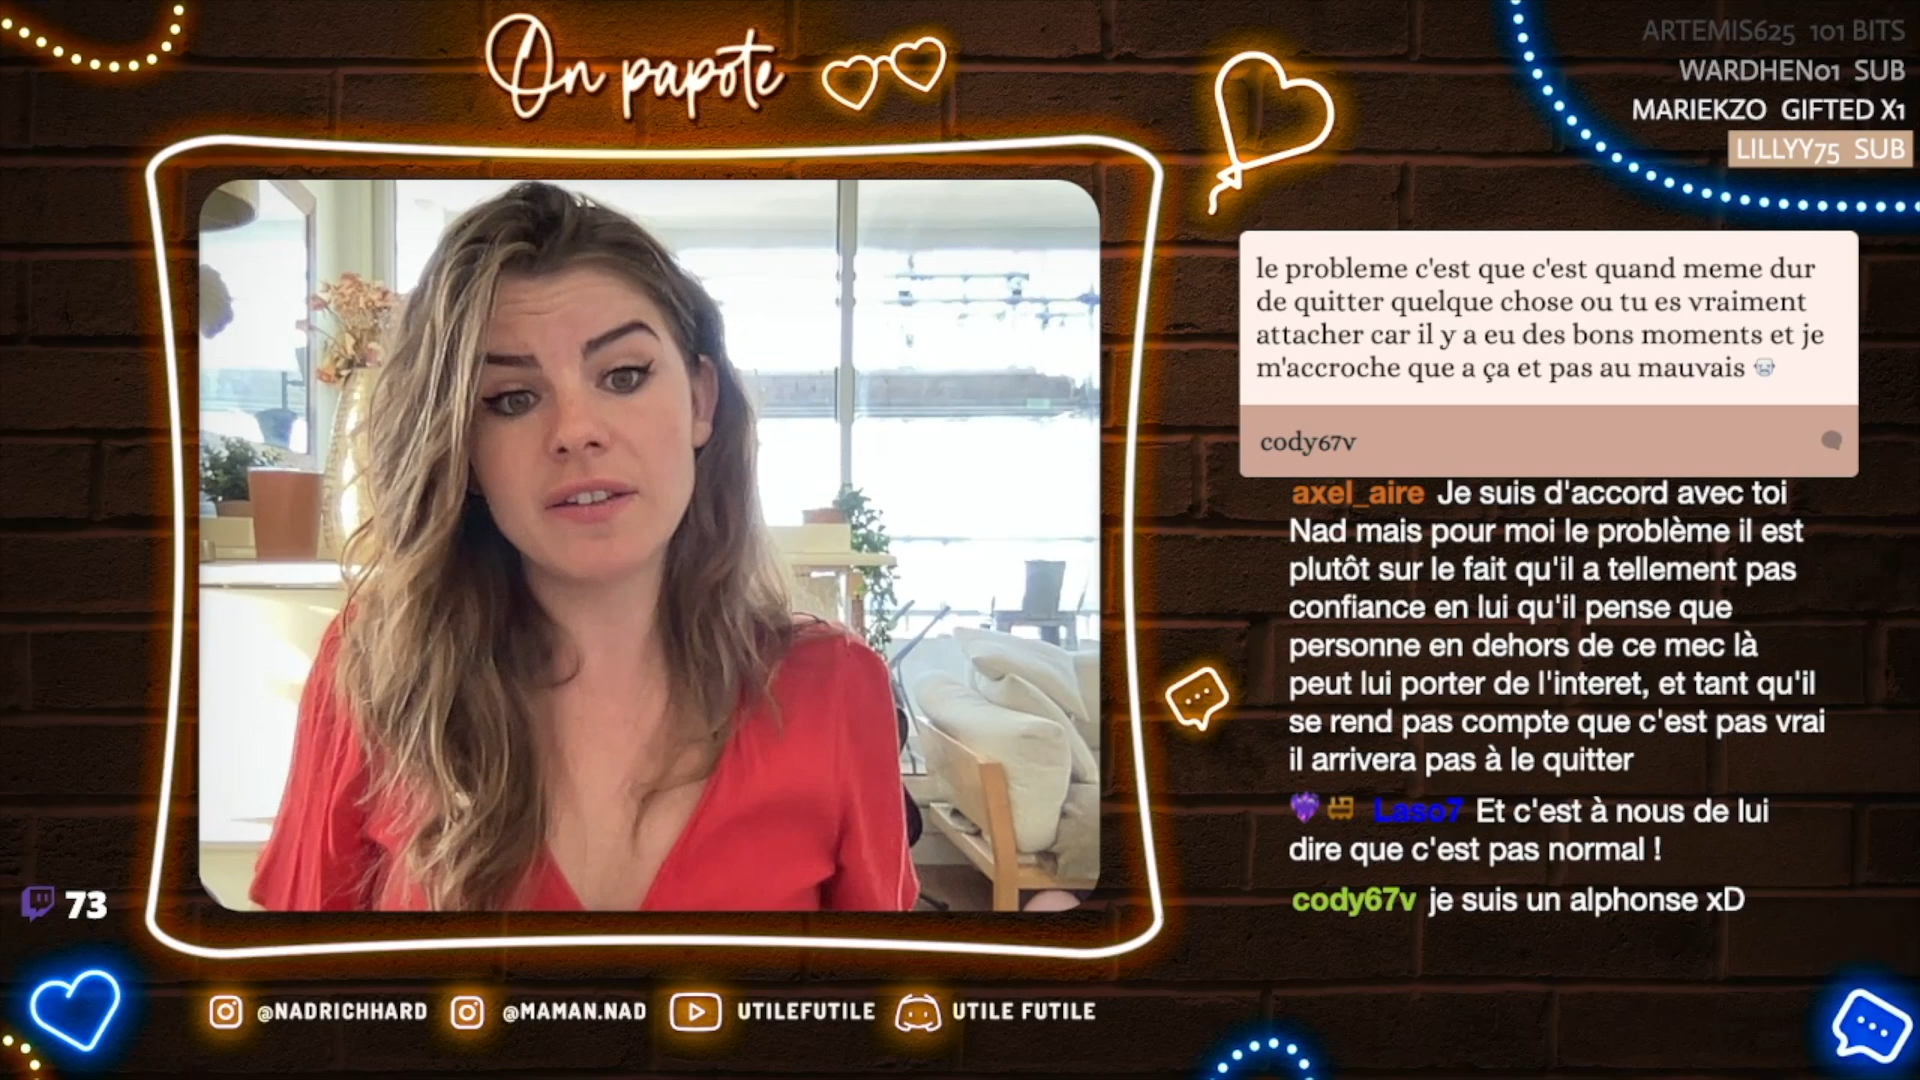 On papote
ARTEMIS625 101 BITS
WARDHEN01 SUB
MARIEKZO GIFTED X1
LILLYY75 SUB
le probleme c'est que c'est quand meme dur
de quitter quelque chose ou tu es vraiment
attacher car il y a eu des bons moments et je
m'accroche que a ça et pas au mauvais
cody67v
axel_aire Je suis d'accord avec toi
Nad mais pour moi le problème il est
plutôt sur le fait qu'il a tellement pas
confiance en lui qu'il pense que
personne en dehors de ce mec là
peut lui porter de l'interet, et tant qu'il
se rend pas compte que c'est pas vrai
il arrivera pas à le quitter
Laso7 Et c'est à nous de lui
dire que c'est pas normal !
cody67v je suis un alphonse xD
73
@NADRICHHARD @MAMAN.NAD UTILEFUTILE UTILE FUTILE